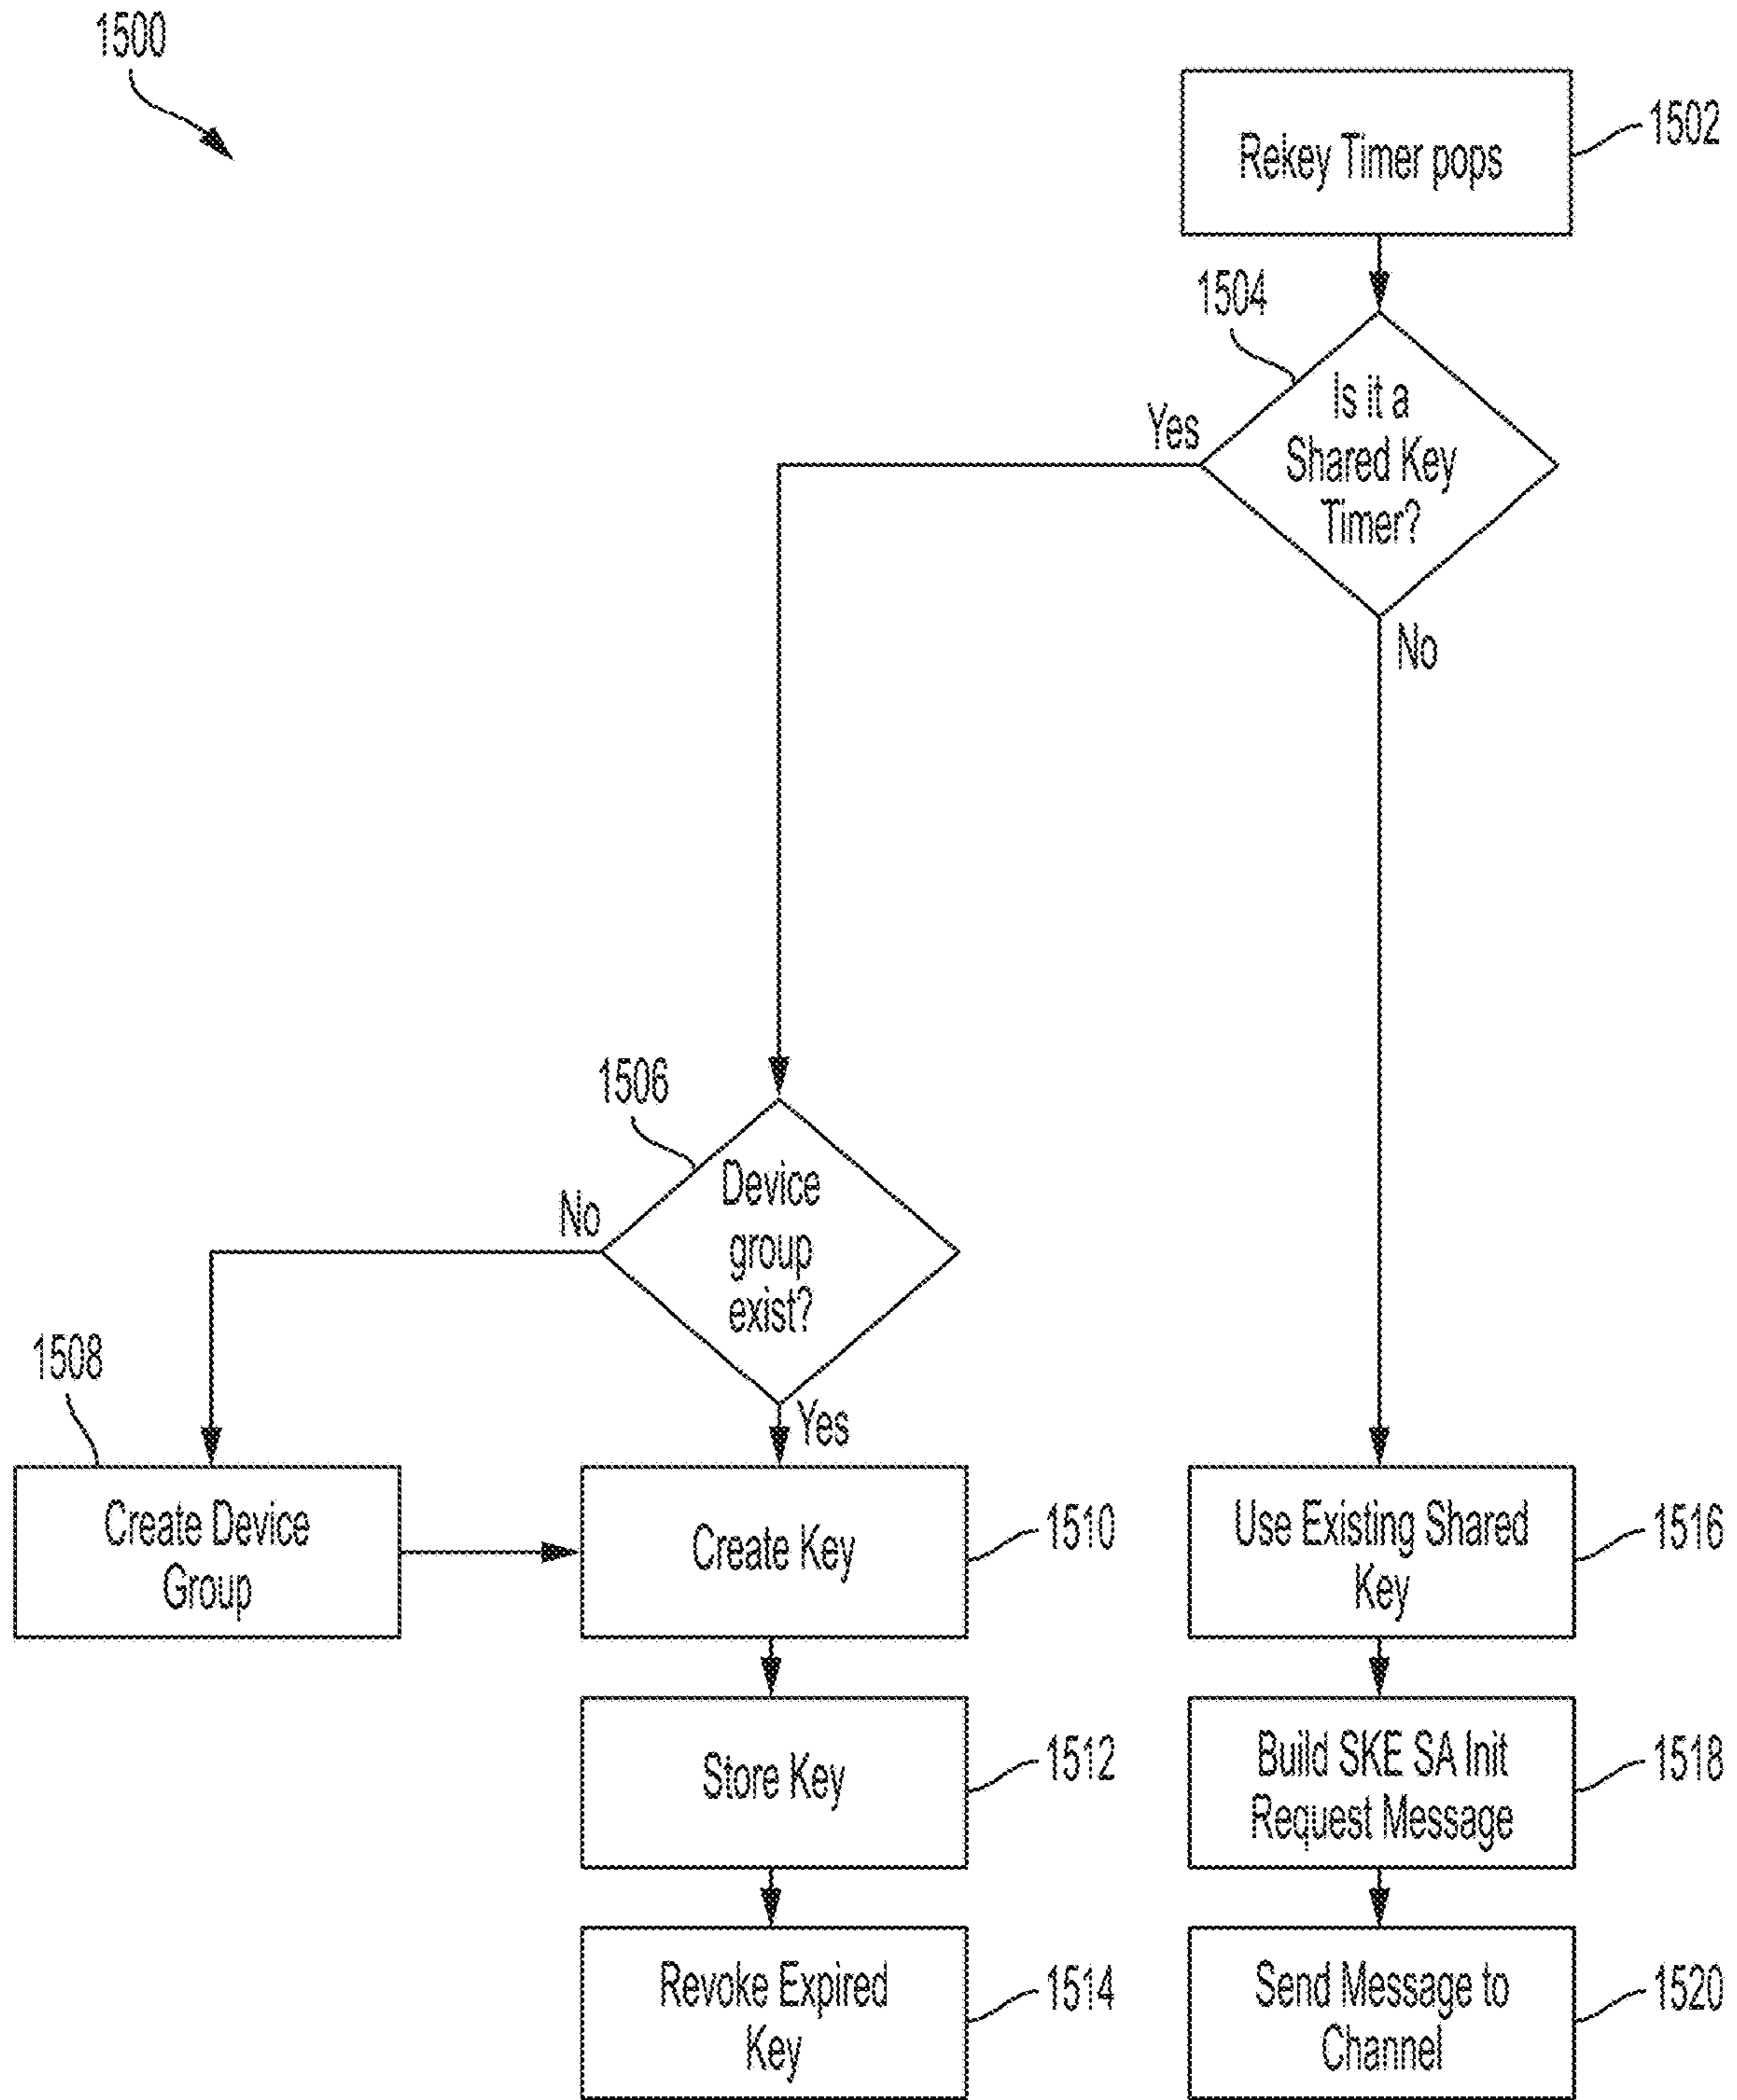 1500
Rekey Timer pops
1502
1504
Is it a
Shared Key
Timer?
Yes
No
1506
Device
group
exist?
No
Yes
1508
Create Device
Group
Create Key
1510
Use Existing Shared
Key
1516
Store Key
1512
Build SKE SA Init
Request Message
1518
Revoke Expired
Key
1514
Send Message to
Channel
1520